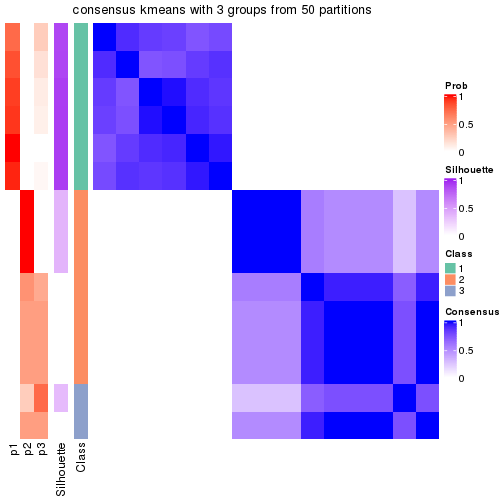 consensus kmeans with 3 groups from 50 partitions
Prob
1
0.5
0
Silhouette
1
0.5
0
Class
1
2
3
Consensus
1
0.5
0
p1
p2
p3
Silhouette
Class